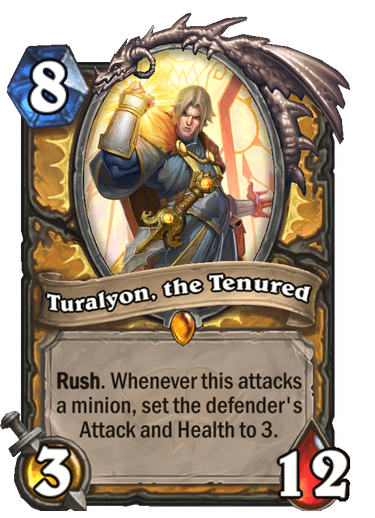 8
Turalyon, the Tenured
Rush. Whenever this attacks
a minion, set the defender's
Attack and Health to 3.
3
12